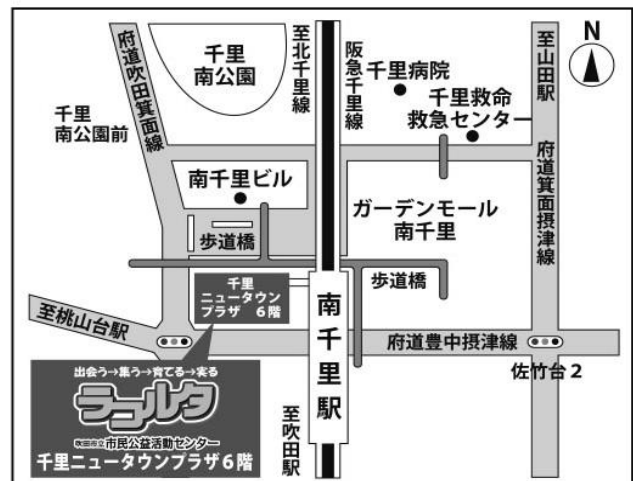 府道吹田箕面線
千里
南公園
至北千里線
阪急千里線
千里病院
千里救命
救急センター
至山田駅
N
千里
南公園前
南千里ビル
ガーデンモール
南千里
府道箕面摂津線
歩道橋
歩道橋
千里
ニュータウン
プラザ 6階
南千里駅
至桃山台駅
府道豊中摂津線
佐竹台2
出会う→集う→育てる→実る
ラコルタ
吹田市立市民公益活動センター
千里ニュータウンプラザ6階
至吹田駅